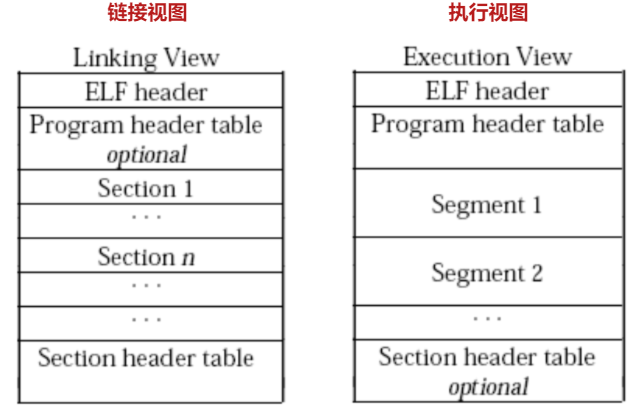 链接视图
Linking View
ELF header
Program header table
optional
Section 1
. . .
Section n
. . .
. . .
Section header table
执行视图
Execution View
ELF header
Program header table
Segment 1
Segment 2
. . .
Section header table
optional